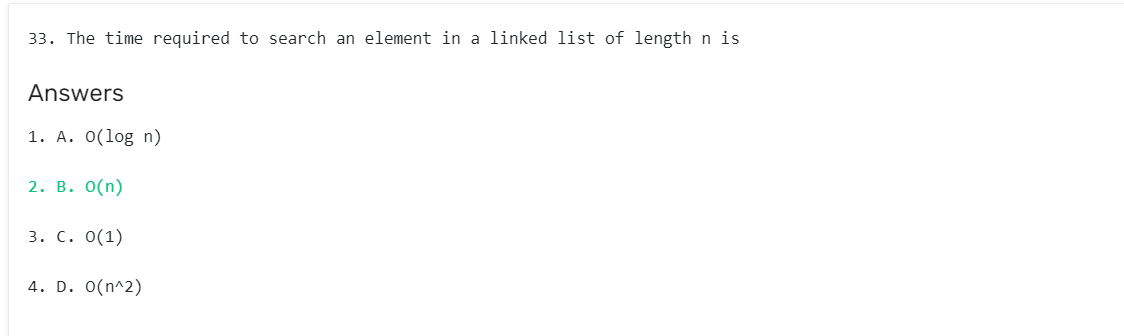 33. The time required to search an element in a linked list of length n is
Answers
1. A. O(log n)
2. B. O(n)
3. C. O(1)
4. D. O(n^2)